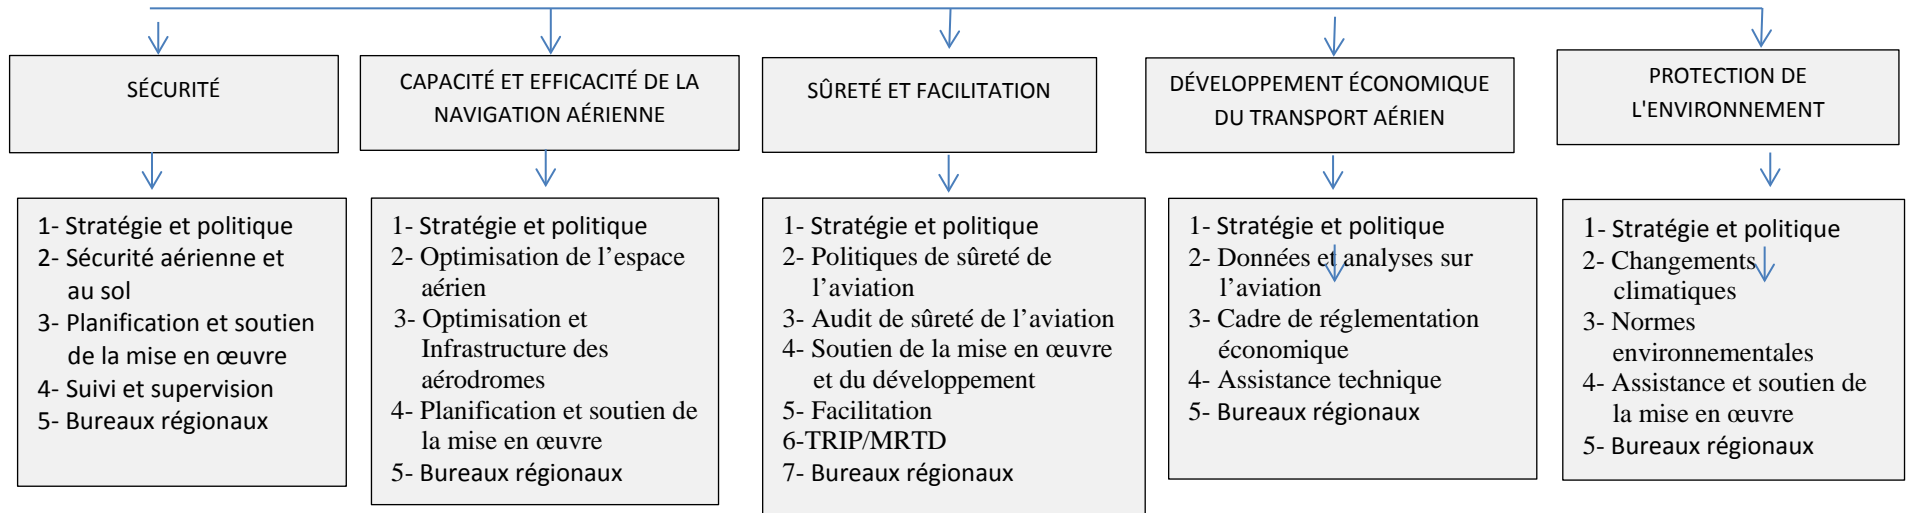 SÉCURITÉ
CAPACITÉ ET EFFICACITÉ DE LA
NAVIGATION AÉRIENNE
SÛRETÉ ET FACILITATION
DÉVELOPPEMENT ÉCONOMIQUE
DU TRANSPORT AÉRIEN
PROTECTION DE
L'ENVIRONNEMENT
1- Stratégie et politique
2- Sécurité aérienne et
au sol
3- Planification et soutien
de la mise en œuvre
4- Suivi et supervision
5- Bureaux régionaux
1- Stratégie et politique
2- Optimisation de l’espace
aérien
3- Optimisation et
Infrastructure des
aérodromes
4- Planification et soutien de
la mise en œuvre
5- Bureaux régionaux
1- Stratégie et politique
2- Politiques de sûreté de
l’aviation
3- Audit de sûreté de l’aviation
4- Soutien de la mise en œuvre
et du développement
5- Facilitation
6-TRIP/MRTD
7- Bureaux régionaux
1- Stratégie et politique
2- Données et analyses sur
l’aviation
3- Cadre de réglementation
économique
4- Assistance technique
5- Bureaux régionaux
1- Stratégie et politique
2- Changements
climatiques
3- Normes
environnementales
4- Assistance et soutien de
la mise en œuvre
5- Bureaux régionaux